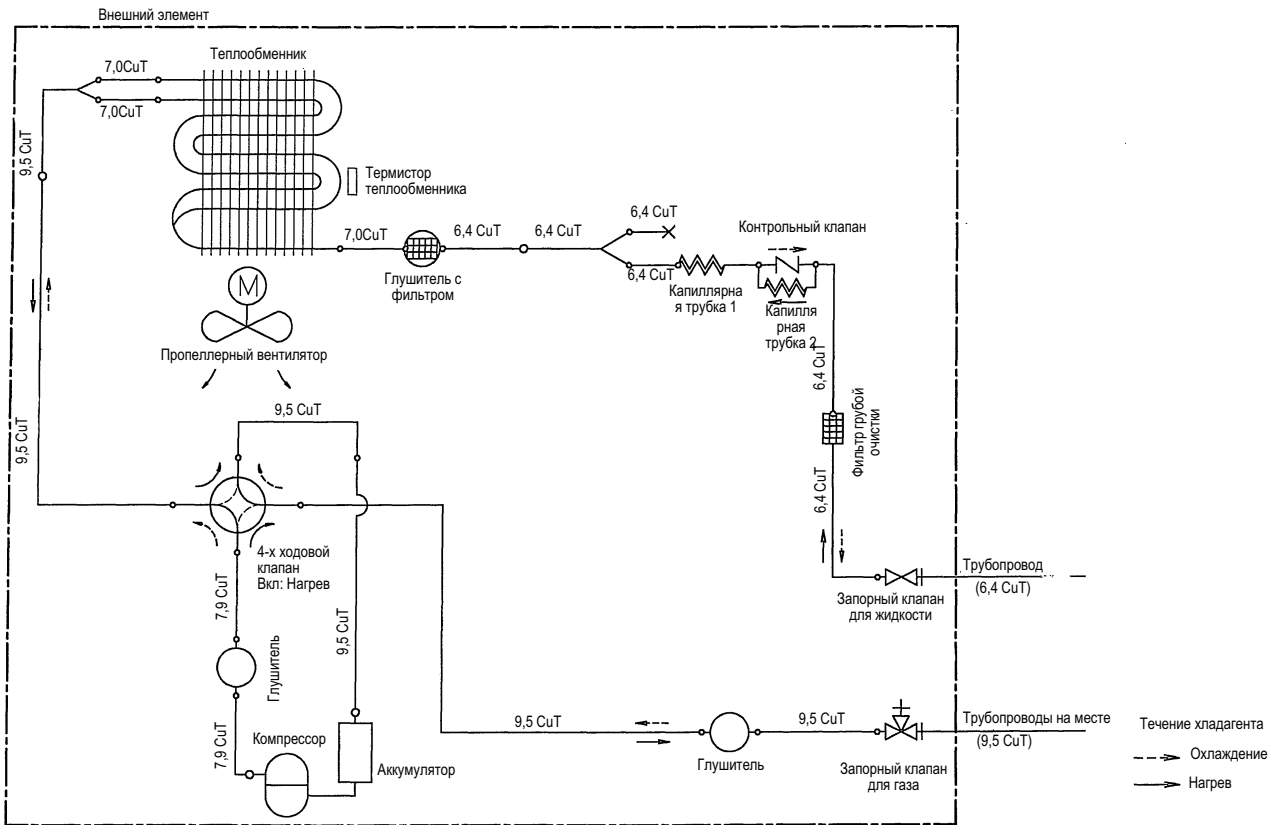 Внешний элемент
Теплообменник
7,0CuT
7,0CuT
9,5 CuT
Термистор
теплообменника
7,0CuT
6,4 CuT
6,4 CuT
6,4 CuT
6,4 CuT
Контрольный клапан
Глушитель с
фильтром
Капиллярна
я трубка 1
Капилля
рная
трубка 2
M
Пропеллерный вентилятор
6,4 CuT
Фильтр грубой
очистки
6,4 CuT
9,5 CuT
9,5 CuT
4-х ходовой
клапан
Вкл: Нагрев
7,9 CuT
9,5 CuT
Глушитель
7,9 CuT
Компрессор
Аккумулятор
Трубопровод
(6,4 CuT)
Запорный клапан
для жидкости
9,5 CuT
9,5 CuT
Глушитель
Запорный клапан
для газа
Трубопроводы на месте
(9,5 CuT)
Течение хладагента
Охлаждение
Нагрев